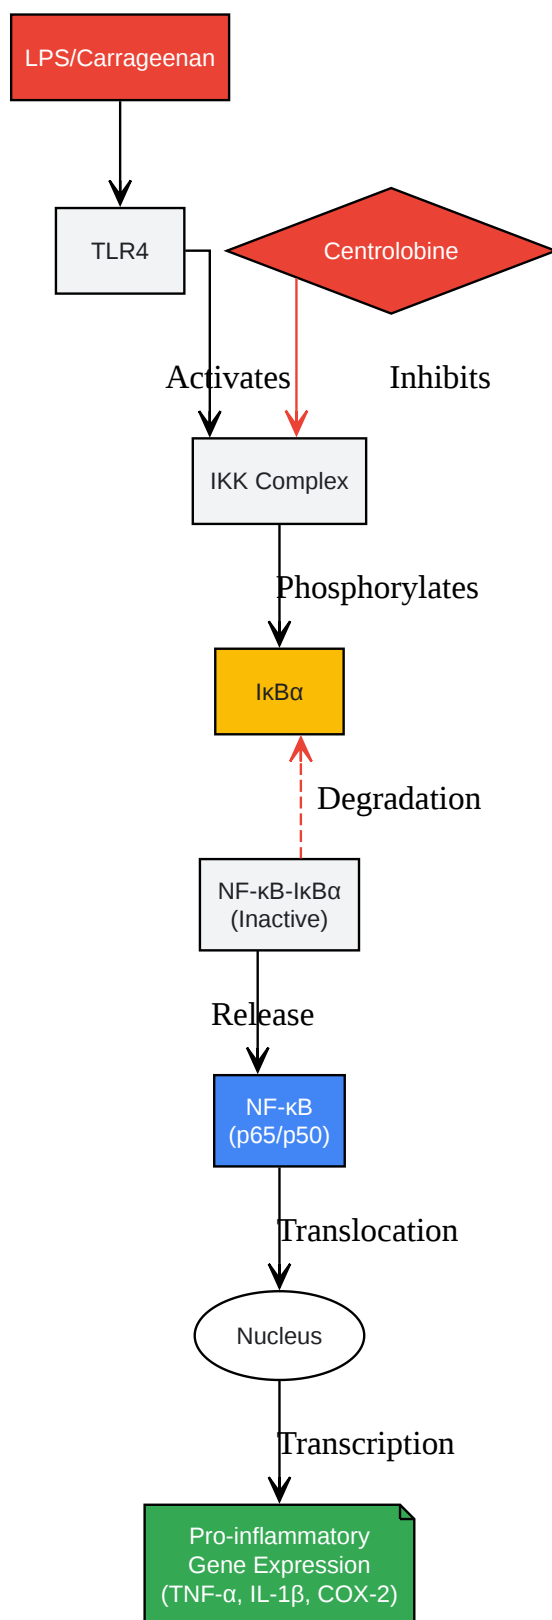 LPS/Carrageenan
TLR4
Centrolobine
Activates
Inhibits
IKK Complex
Phosphorylates
IκBα
Degradation
NF-κB-IκBα
(Inactive)
Release
NF-κB
(p65/p50)
Translocation
Nucleus
Transcription
Pro-inflammatory
Gene Expression
(TNF-α, IL-1β, COX-2)